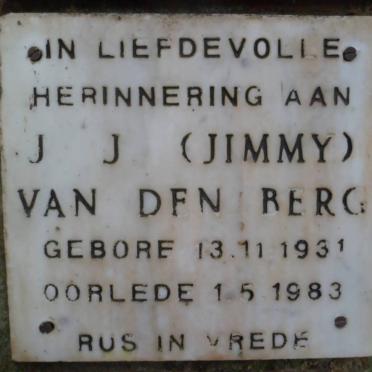 IN LIEFDEVOLLE
HERINNERING AAN
J J (JIMMY)
VAN DEN BERG
GEBORE 13.11.1931
OORLEDE 1.5.1983
RUS IN VREDE